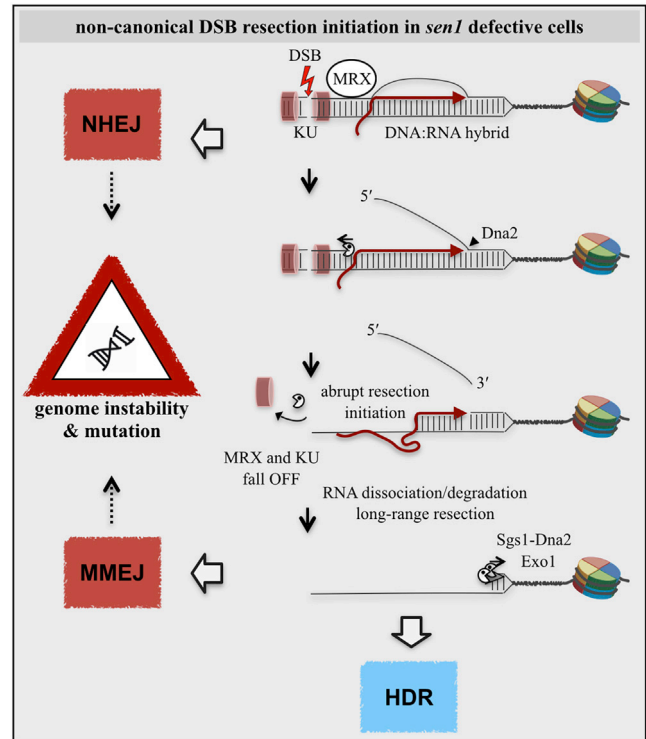 non-canonical DSB resection initiation in sen1 defective cells
DSB
MRX
NHEJ
KU
DNA:RNA hybrid
5′
Dna2
5′
3′
abrupt resection
initiation
genome instability
& mutation
MRX and KU
fall OFF
RNA dissociation/degradation
long-range resection
Sgs1-Dna2
Exo1
MMEJ
HDR